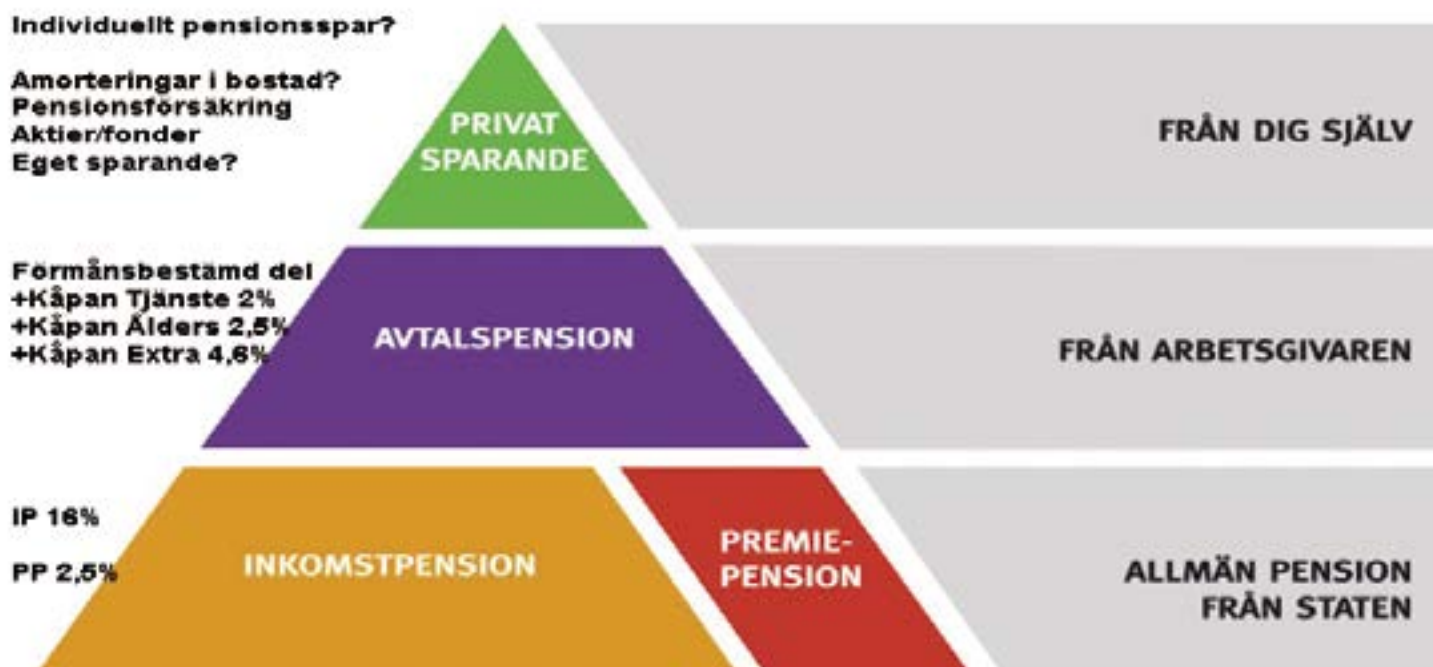 Individuellt pensionsspar?
Amorteringar i bostad?
Pensionsförsäkring
Aktier/fonder
Eget sparande?
PRIVAT
SPARANDE
FRÅN DIG SJÄLV
Förmånsbestämd del
+Kåpan Tjänste 2%
+Kåpan Ålders 2,5%
+Kåpan Extra 4,6%
AVTALSPENSION
FRÅN ARBETSGIVAREN
IP 16%
PP 2,5%
INKOMSTPENSION
PREMIE-
PENSION
ALLMÄN PENSION
FRÅN STATEN